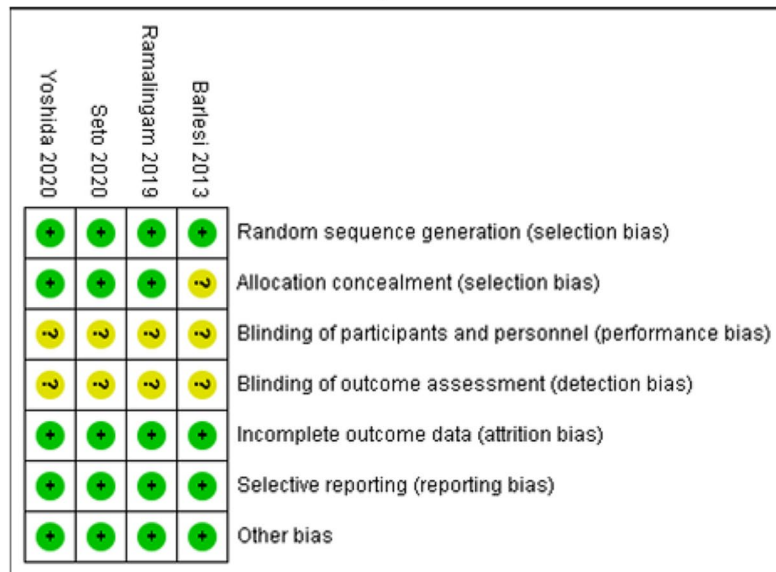 Yoshida 2020
Seto 2020
Ramalingam 2019
Barlesi 2013
+ + + + Random sequence generation (selection bias)
+ + + ? Allocation concealment (selection bias)
? ? ? ? Blinding of participants and personnel (performance bias)
? ? ? ? Blinding of outcome assessment (detection bias)
+ + + + Incomplete outcome data (attrition bias)
+ + + + Selective reporting (reporting bias)
+ + + + Other bias